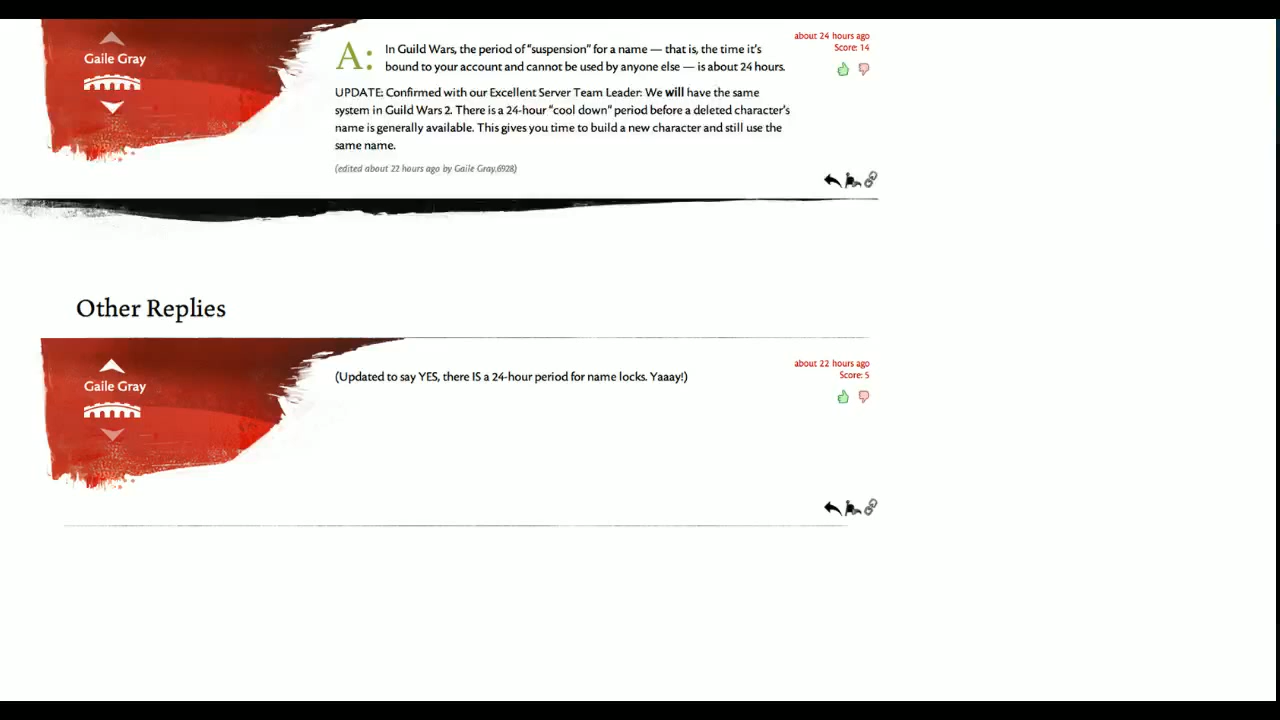 Gaile Gray
about 24 hours ago
Score: 14
A: In Guild Wars, the period of “suspension” for a name — that is, the time it’s
bound to your account and cannot be used by anyone else — is about 24 hours.
UPDATE: Confirmed with our Excellent Server Team Leader: We will have the same
system in Guild Wars 2. There is a 24-hour “cool down” period before a deleted character’s
name is generally available. This gives you time to build a new character and still use the
same name.
(edited about 22 hours ago by Gaile Gray.6928)
Other Replies
Gaile Gray
about 22 hours ago
Score: 5
(Updated to say YES, there IS a 24-hour period for name locks. Yaaay!)